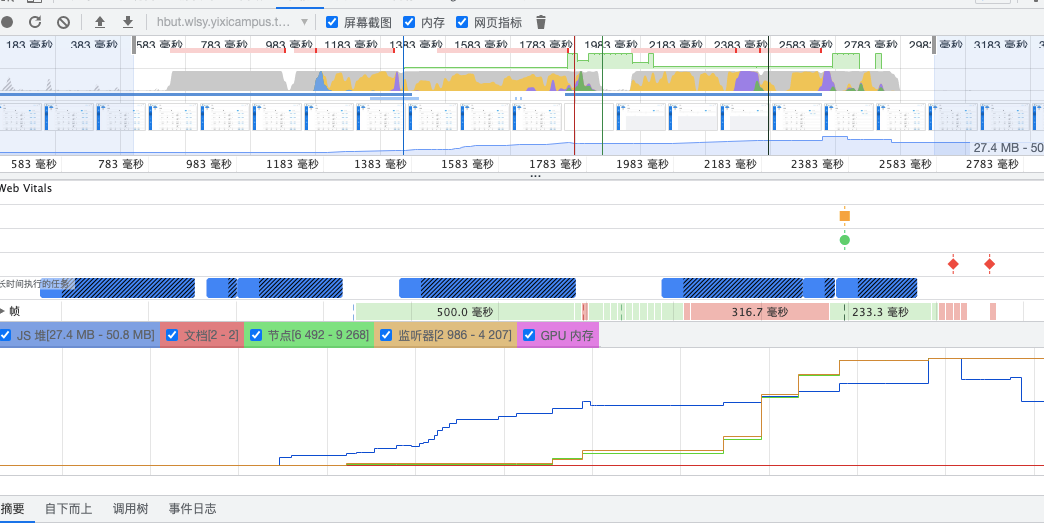 hbut.wlsy.yixicampus.t... 屏幕截图 内存 网页指标
183 毫秒 383 毫秒 583 毫秒 783 毫秒 983 毫秒 1183 毫秒 1383 毫秒 1583 毫秒 1783 毫秒 1983 毫秒 2183 毫秒 2383 毫秒 2583 毫秒 2783 毫秒 2983 毫秒 3183 毫秒
27.4 MB - 50
583 毫秒 783 毫秒 983 毫秒 1183 毫秒 1383 毫秒 1583 毫秒 1783 毫秒 1983 毫秒 2183 毫秒 2383 毫秒 2583 毫秒 2783 毫秒
Web Vitals
长时间执行的任务
帧 500.0 毫秒 316.7 毫秒 233.3 毫秒
JS 堆[27.4 MB - 50.8 MB] 文档[2 - 2] 节点[6 492 - 9 268] 监听器[2 986 - 4 207] GPU 内存
摘要 自下而上 调用树 事件日志